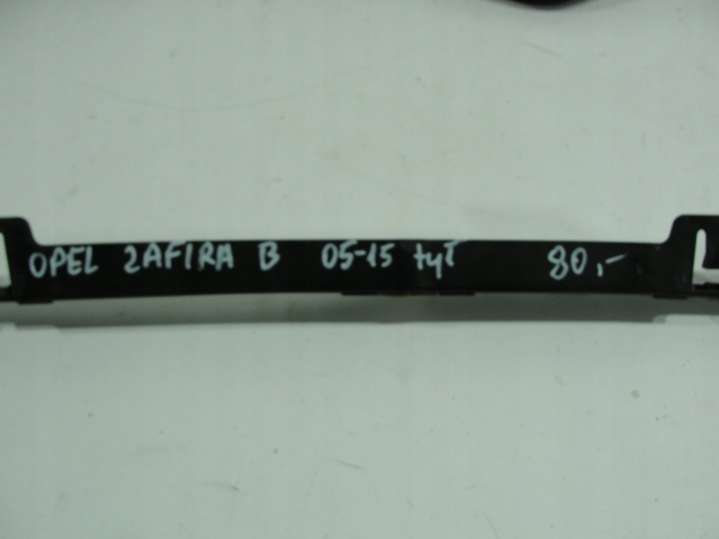 OPEL ZAFIRA B 05-15 tył 80,-